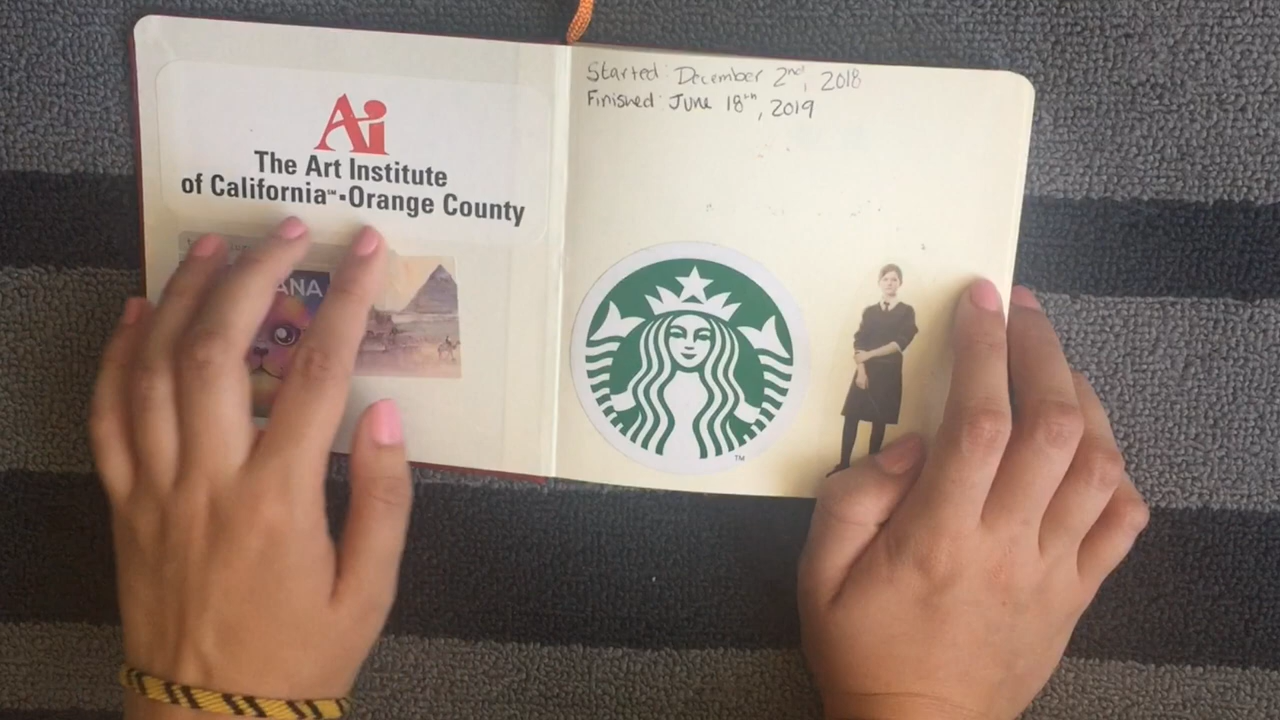 Ai
The Art Institute
of California℠-Orange County
ANA
Started: December 2nd, 2018
Finished: June 18th, 2019
TM